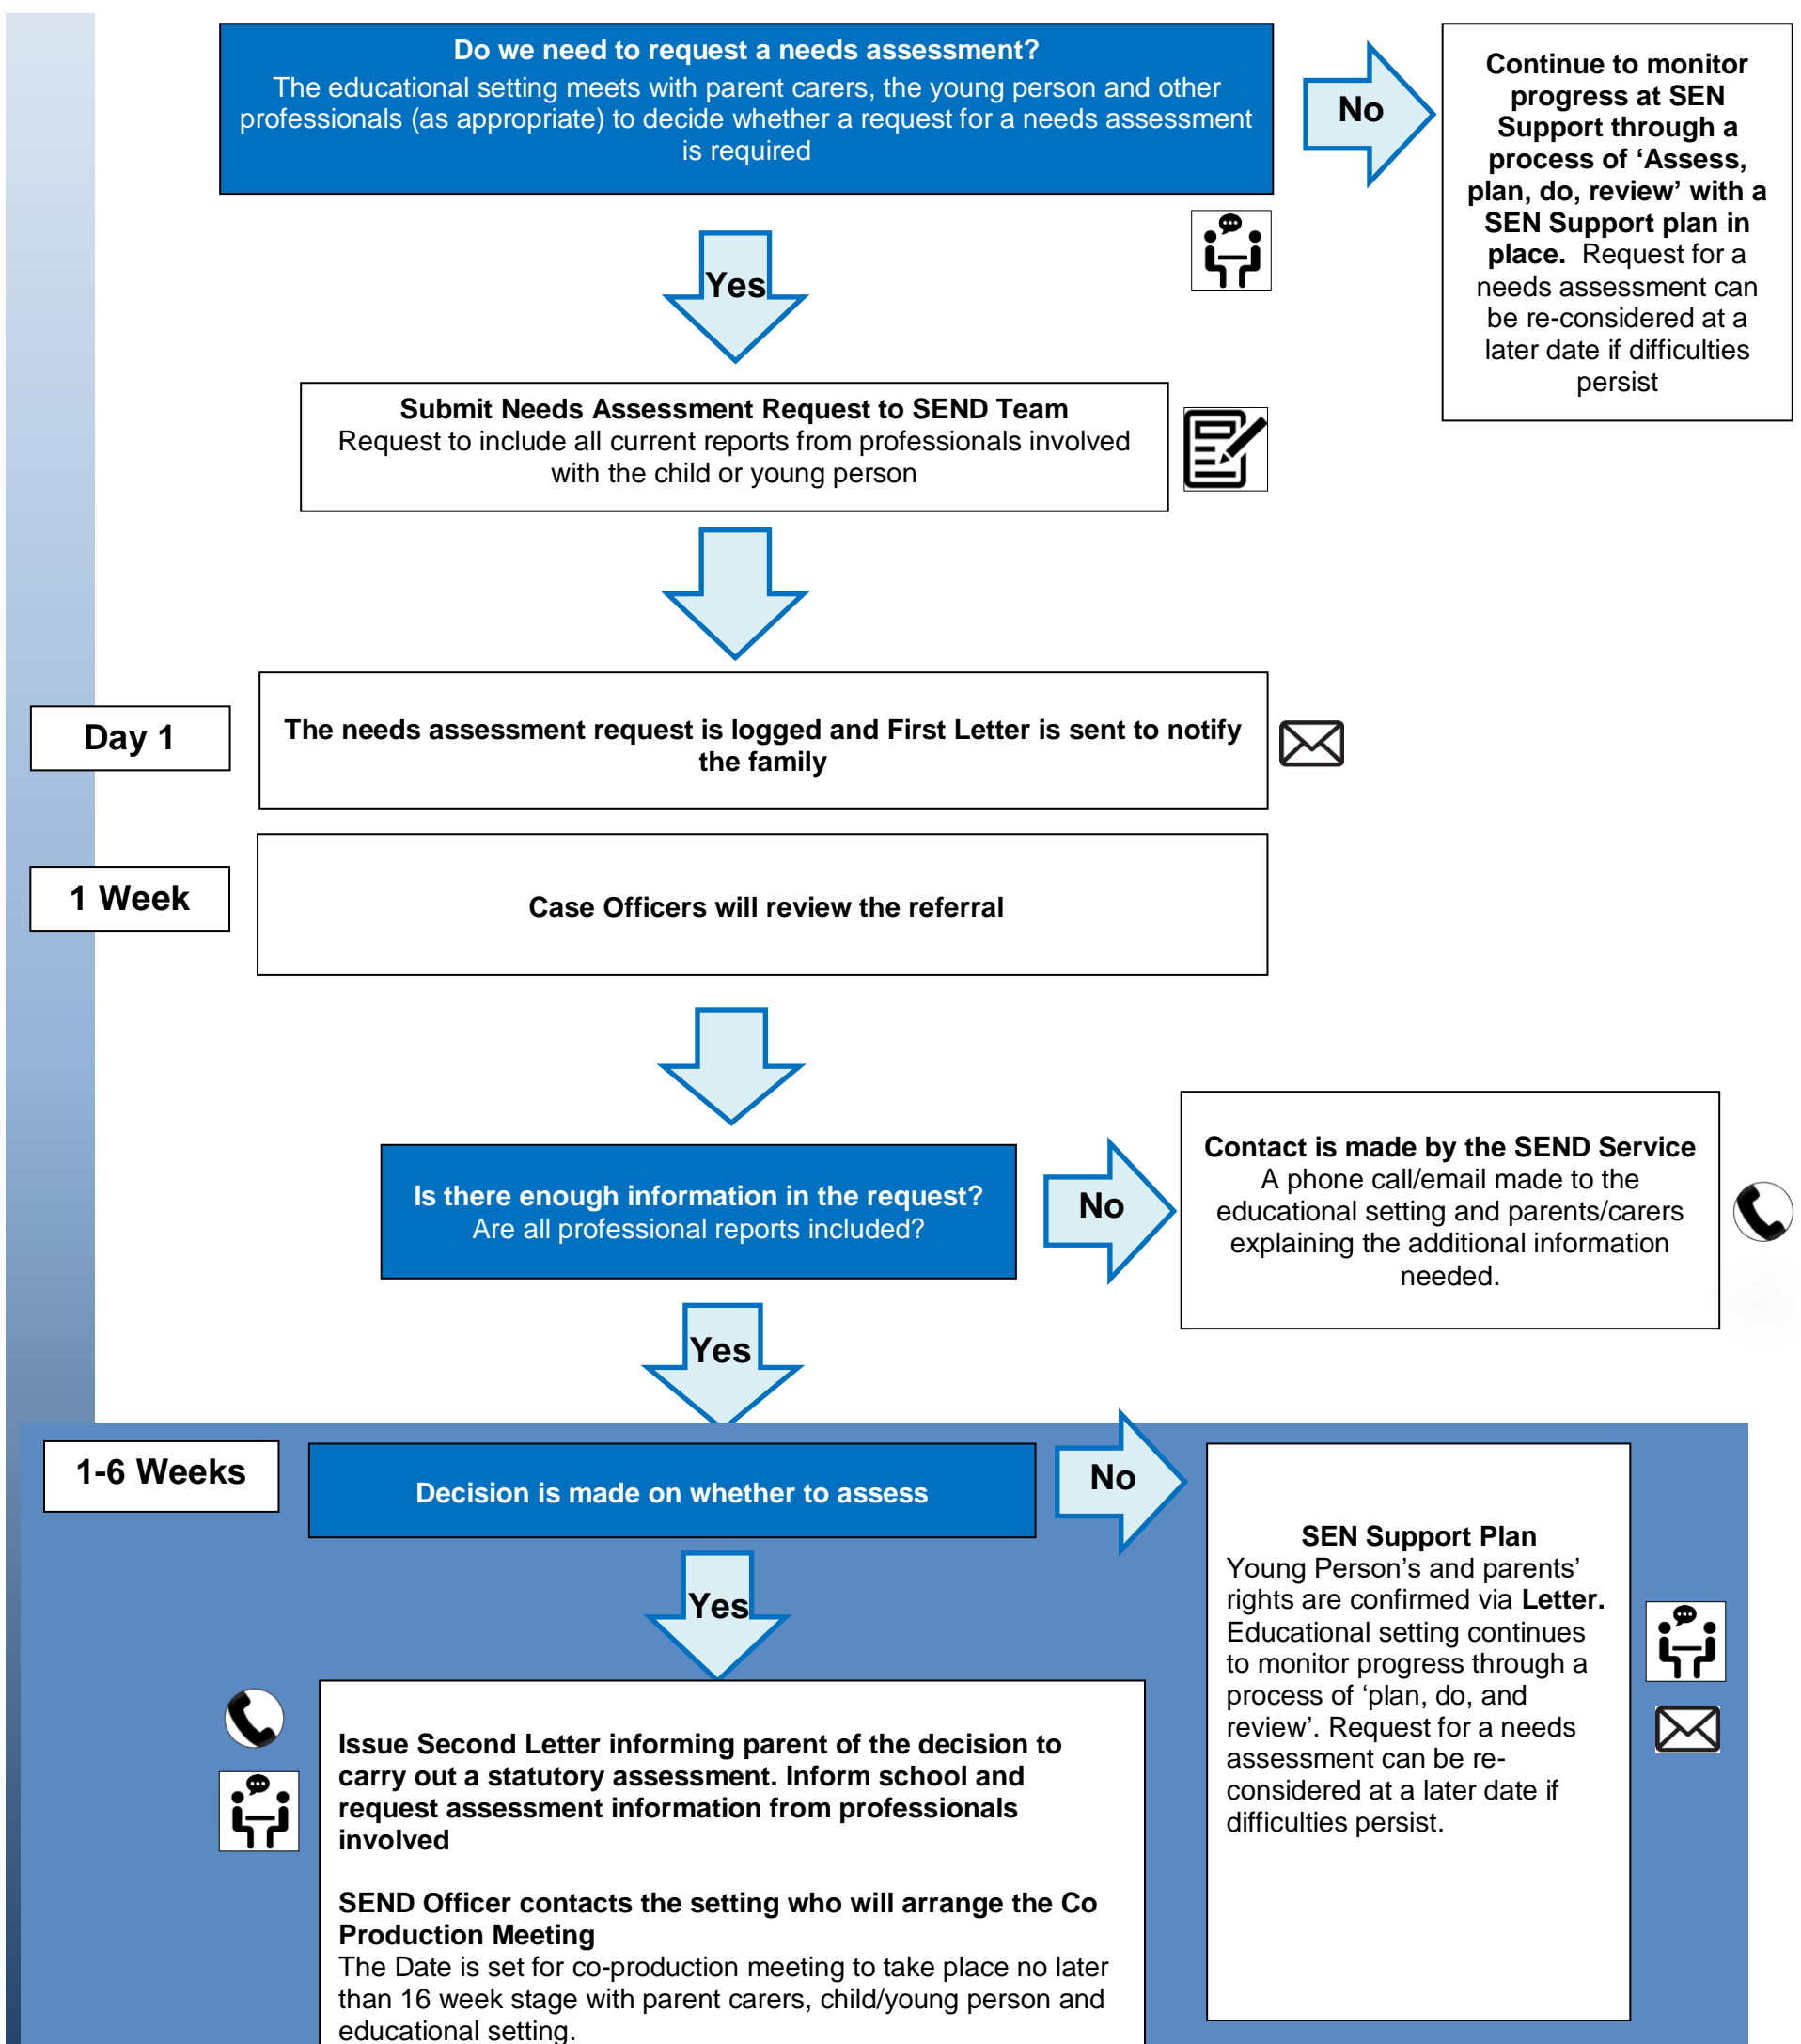 Do we need to request a needs assessment?
The educational setting meets with parent carers, the young person and other
professionals (as appropriate) to decide whether a request for a needs assessment
is required
No
Continue to monitor
progress at SEN
Support through a
process of ‘Assess,
plan, do, review’ with a
SEN Support plan in
place.  Request for a
needs assessment can
be re-considered at a
later date if difficulties
persist
Yes
Submit Needs Assessment Request to SEND Team
Request to include all current reports from professionals involved
with the child or young person
Day 1
The needs assessment request is logged and First Letter is sent to notify
the family
1 Week
Case Officers will review the referral
Is there enough information in the request?
Are all professional reports included?
No
Contact is made by the SEND Service
A phone call/email made to the
educational setting and parents/carers
explaining the additional information
needed.
Yes
1-6 Weeks
Decision is made on whether to assess
No
SEN Support Plan
Young Person’s and parents’
rights are confirmed via Letter.
Educational setting continues
to monitor progress through a
process of ‘plan, do, and
review’. Request for a needs
assessment can be re-
considered at a later date if
difficulties persist.
Yes
Issue Second Letter informing parent of the decision to
carry out a statutory assessment. Inform school and
request assessment information from professionals
involved
SEND Officer contacts the setting who will arrange the Co
Production Meeting
The Date is set for co-production meeting to take place no later
than 16 week stage with parent carers, child/young person and
educational setting.